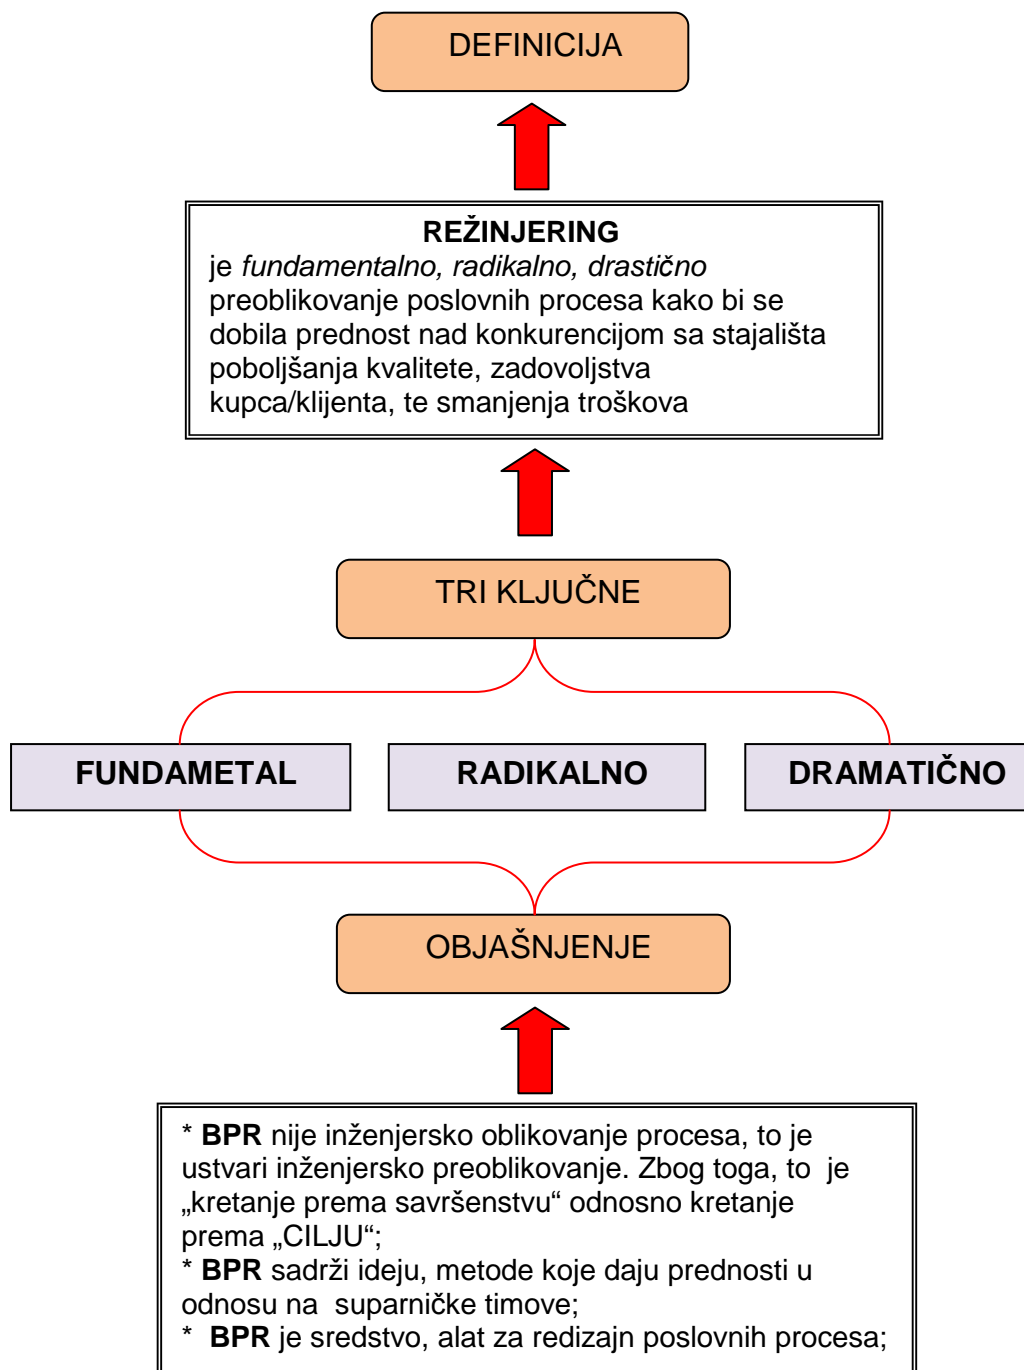 DEFINICIJA
REŽINJERING
je fundamentalno, radikalno, drastično
preoblikovanje poslovnih procesa kako bi se
dobila prednost nad konkurencijom sa stajališta
poboljšanja kvalitete, zadovoljstva
kupca/klijenta, te smanjenja troškova
TRI KLJUČNE
FUNDAMETAL
RADIKALNO
DRAMATIČNO
OBJAŠNJENJE
* BPR nije inženjersko oblikovanje procesa, to je
ustvari inženjersko preoblikovanje. Zbog toga, to je
„kretanje prema savršenstvu“ odnosno kretanje
prema „CILJU“;
* BPR sadrži ideju, metode koje daju prednosti u
odnosu na suparničke timove;
* BPR je sredstvo, alat za redizajn poslovnih procesa;